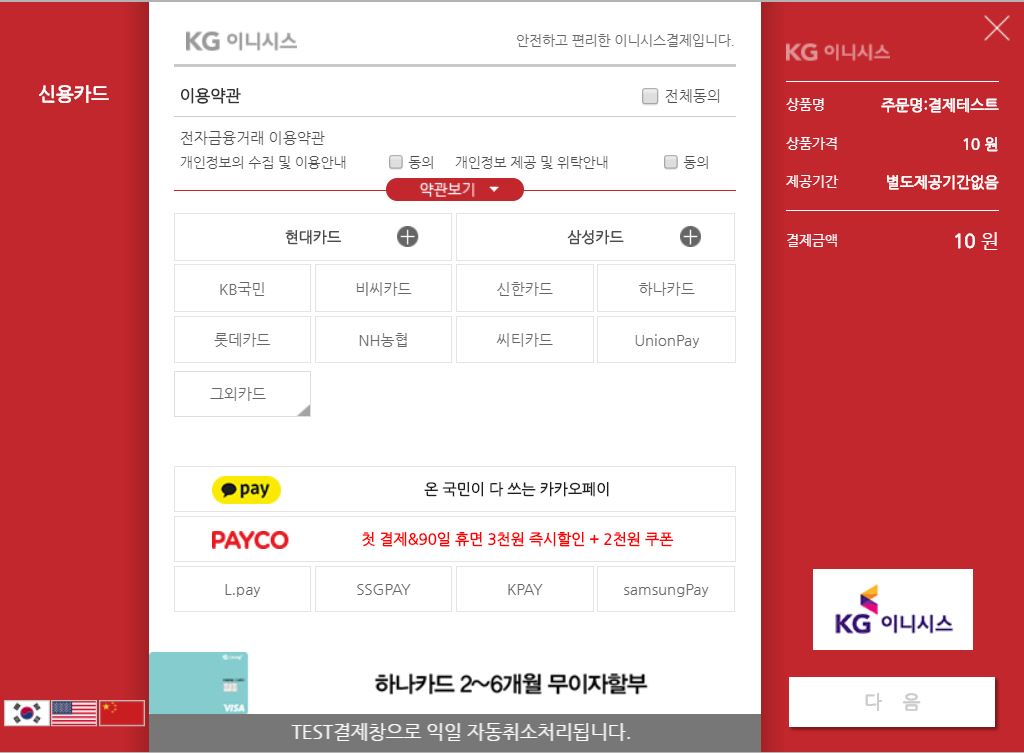 신용카드
KG 이니시스
안전하고 편리한 이니시스결제입니다.
이용약관
전체동의
전자금융거래 이용약관
개인정보의 수집 및 이용안내
동의
개인정보 제공 및 위탁안내
동의
약관보기
현대카드
삼성카드
KB국민
비씨카드
신한카드
하나카드
롯데카드
NH농협
씨티카드
UnionPay
그외카드
pay
온 국민이 다 쓰는 카카오페이
PAYCO
첫 결제&90일 휴면 3천원 즉시할인 + 2천원 쿠폰
L.pay
SSGPAY
KPAY
samsungPay
VISA
하나카드 2~6개월 무이자할부
TEST결제창으로 익일 자동취소처리됩니다.
KG 이니시스
상품명
주문명:결제테스트
상품가격
10 원
제공기간
별도제공기간없음
결제금액
10 원
KG 이니시스
다 음